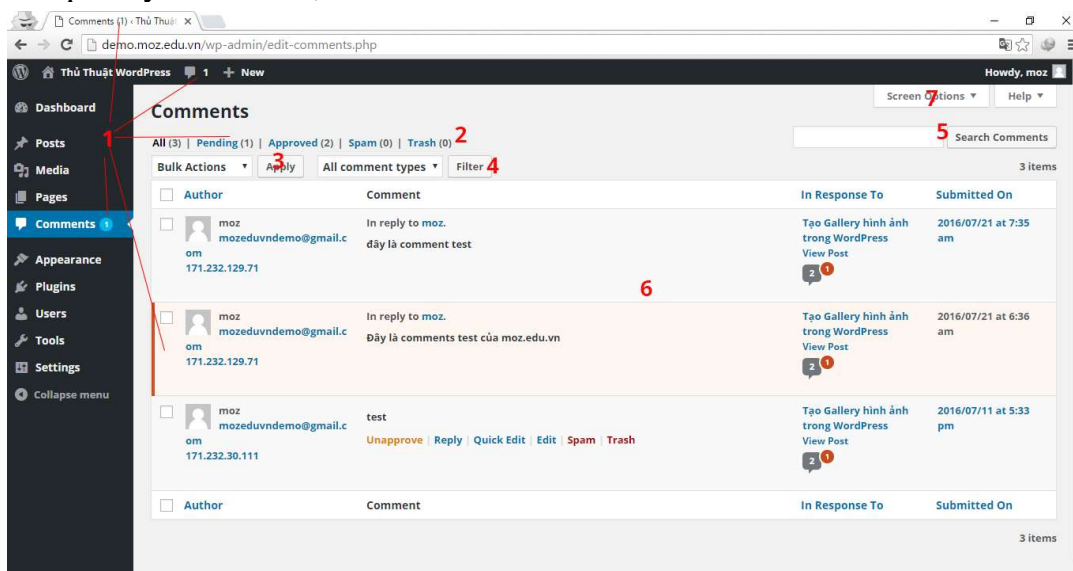 Comments (1) ‹ Thủ Thuật
demo.moz.edu.vn/wp-admin/edit-comments.php
Thủ Thuật WordPress 1 + New Howdy, moz
Dashboard
Posts
Media
Pages
Comments 1
Appearance
Plugins
Users
Tools
Settings
Collapse menu
1
Screen Options Help
7
Comments
All (3) | Pending (1) | Approved (2) | Spam (0) | Trash (0)
2
5
Search Comments
Bulk Actions Apply All comment types Filter
3
4
3 items
Author Comment In Response To Submitted On
moz
mozeduvndemo@gmail.c
om
171.232.129.71
In reply to moz.
đây là comment test
Tạo Gallery hình ảnh
trong WordPress
View Post
2 1
2016/07/21 at 7:35
am
6
moz
mozeduvndemo@gmail.c
om
171.232.129.71
In reply to moz.
Đây là comments test của moz.edu.vn
Tạo Gallery hình ảnh
trong WordPress
View Post
2 1
2016/07/21 at 6:36
am
moz
mozeduvndemo@gmail.c
om
171.232.30.111
test
Unapprove | Reply | Quick Edit | Edit | Spam | Trash
Tạo Gallery hình ảnh
trong WordPress
View Post
2 1
2016/07/11 at 5:33
pm
Author Comment In Response To Submitted On
3 items